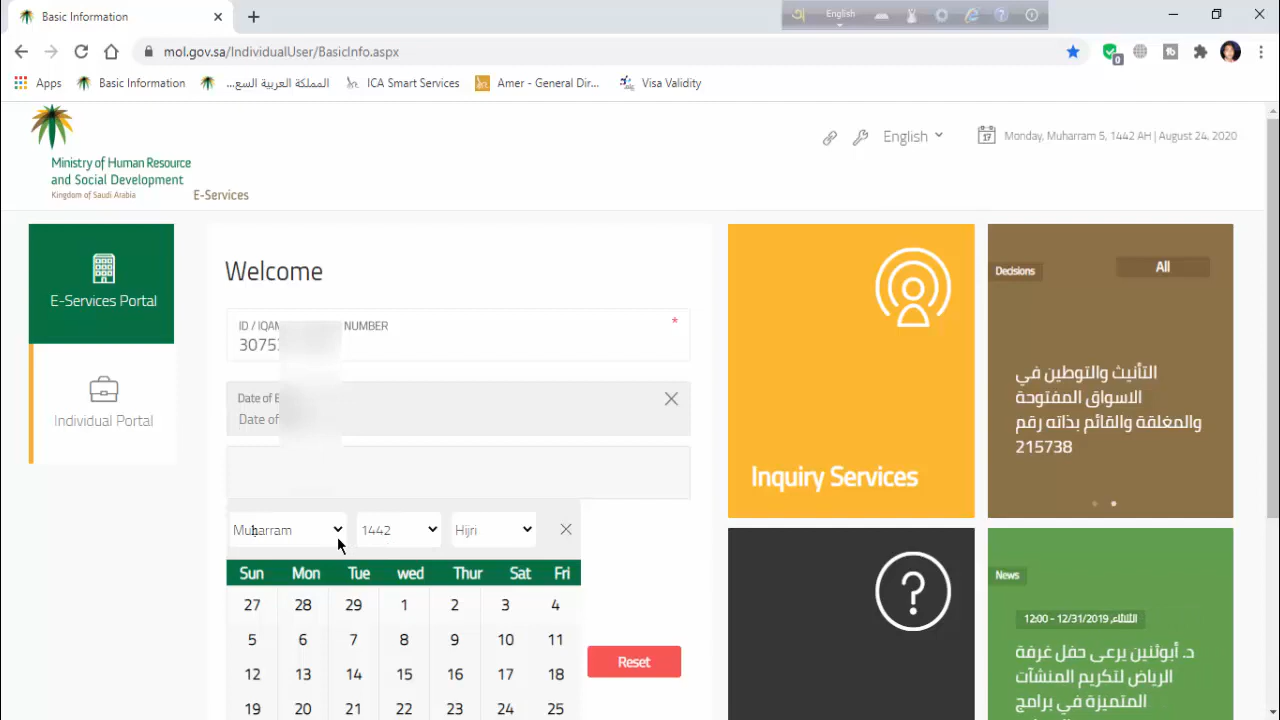 Basic Information
English
mol.gov.sa/IndividualUser/BasicInfo.aspx
0
Apps
Basic Information
المملكة العربية السع...
ICA Smart Services
Amer - General Dir...
Visa Validity
Ministry of Human Resource
and Social Development
Kingdom of Saudi Arabia
E-Services
English
17
Monday, Muharram 5, 1442 AH | August 24, 2020
E-Services Portal
Individual Portal
Welcome
ID / NUMBER
*
Date of
Date of
Muharram 1442 Hijri
Sun Mon Tue wed Thur Sat Fri
27 28 29 1 2 3 4
5 6 7 8 9 10 11
12 13 14 15 16 17 18
19 20 21 22 23 24 25
Reset
Inquiry Services
?
Decisions
All
التأنيث والتوطين في
الاسواق المفتوحة
والمغلقة والقائم بذاته رقم
215738
News
الثلاثاء, 12/31/2019 - 12:00
د. أبوثنين يرعى حفل غرفة
الرياض لتكريم المنشآت
المتميزة في برامج